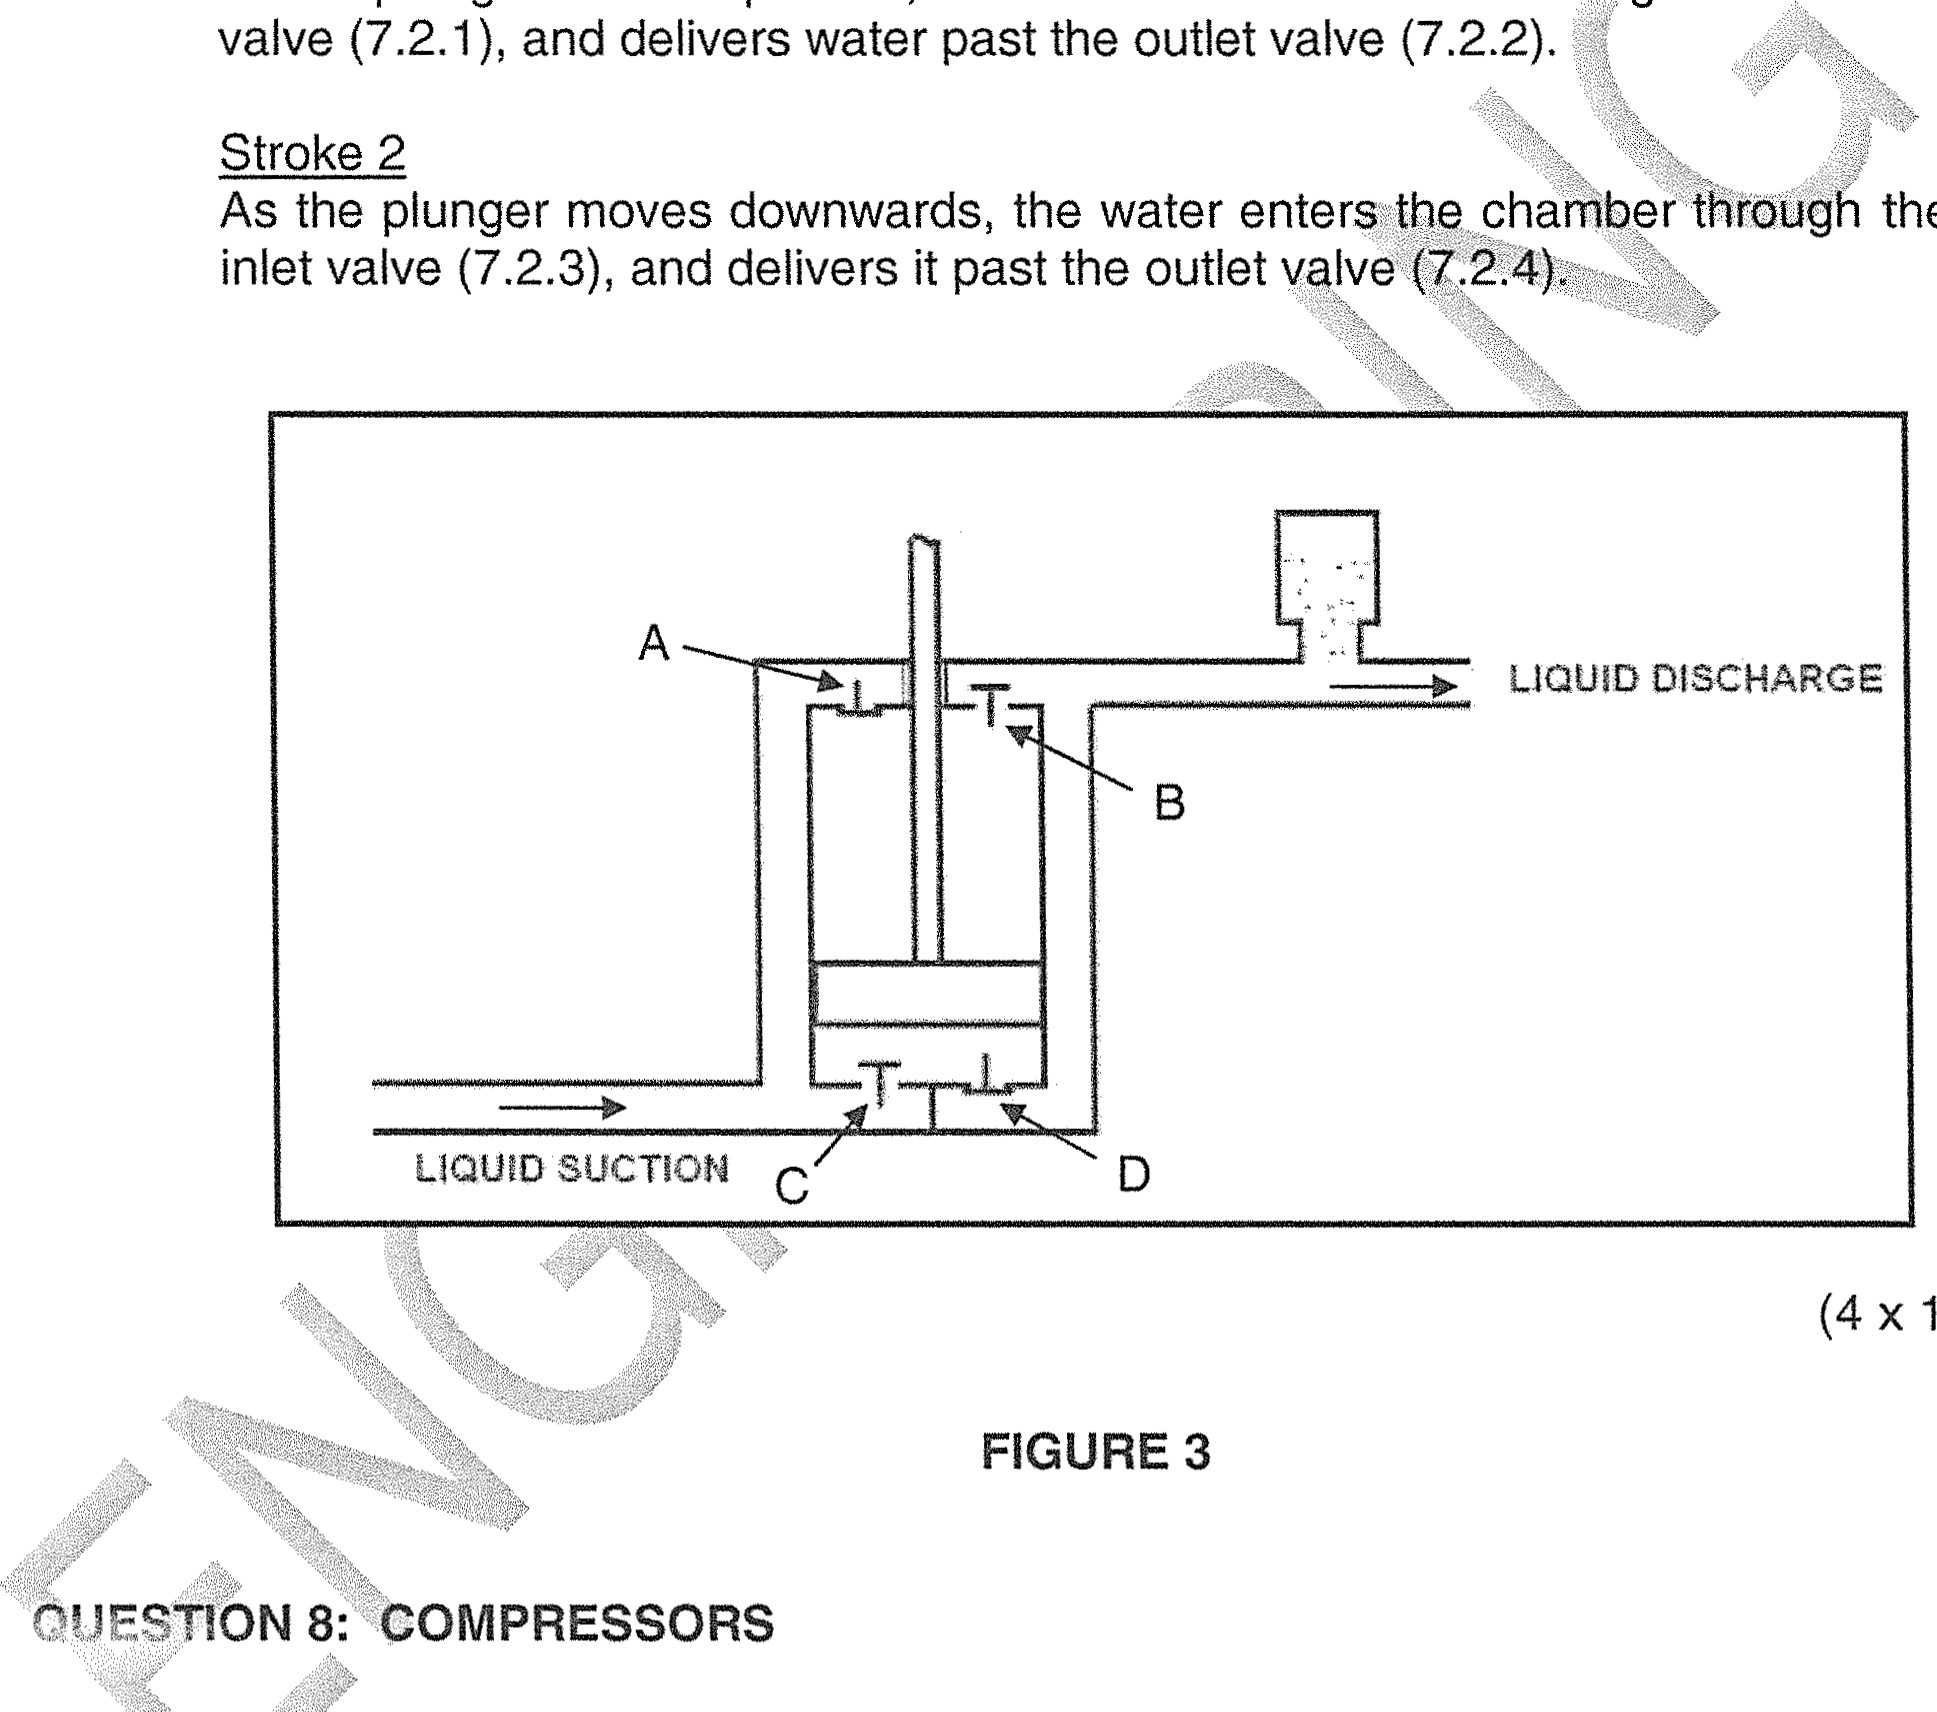 valve (7.2.1), and delivers water past the outlet valve (7.2.2).
Stroke 2
As the plunger moves downwards, the water enters the chamber through the
inlet valve (7.2.3), and delivers it past the outlet valve (7.2.4).
A
LIQUID DISCHARGE
B
LIQUID SUCTION
C
D
(4 x 1
FIGURE 3
QUESTION 8: COMPRESSORS